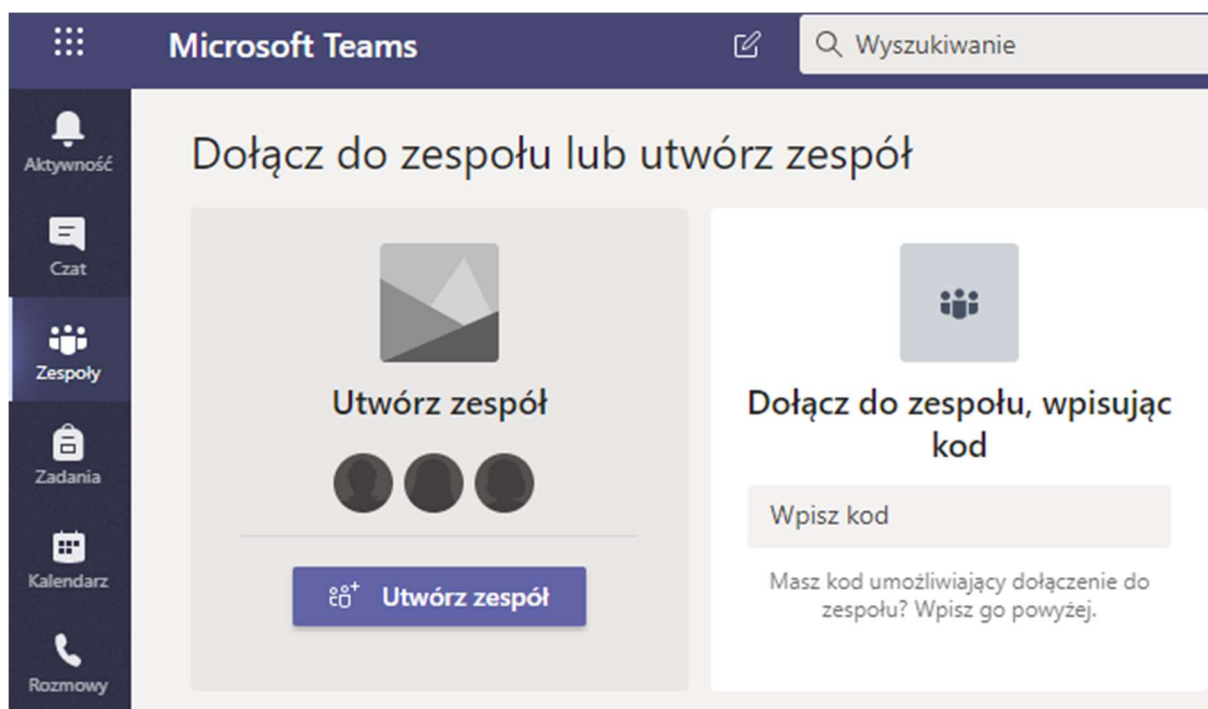 Microsoft Teams
Wyszukiwanie
Aktywność
Czat
Zespoły
Zadania
Kalendarz
Rozmowy
Dołącz do zespołu lub utwórz zespół
Utwórz zespół
Utwórz zespół
Dołącz do zespołu, wpisując
kod
Wpisz kod
Masz kod umożliwiający dołączenie do
zespołu? Wpisz go powyżej.